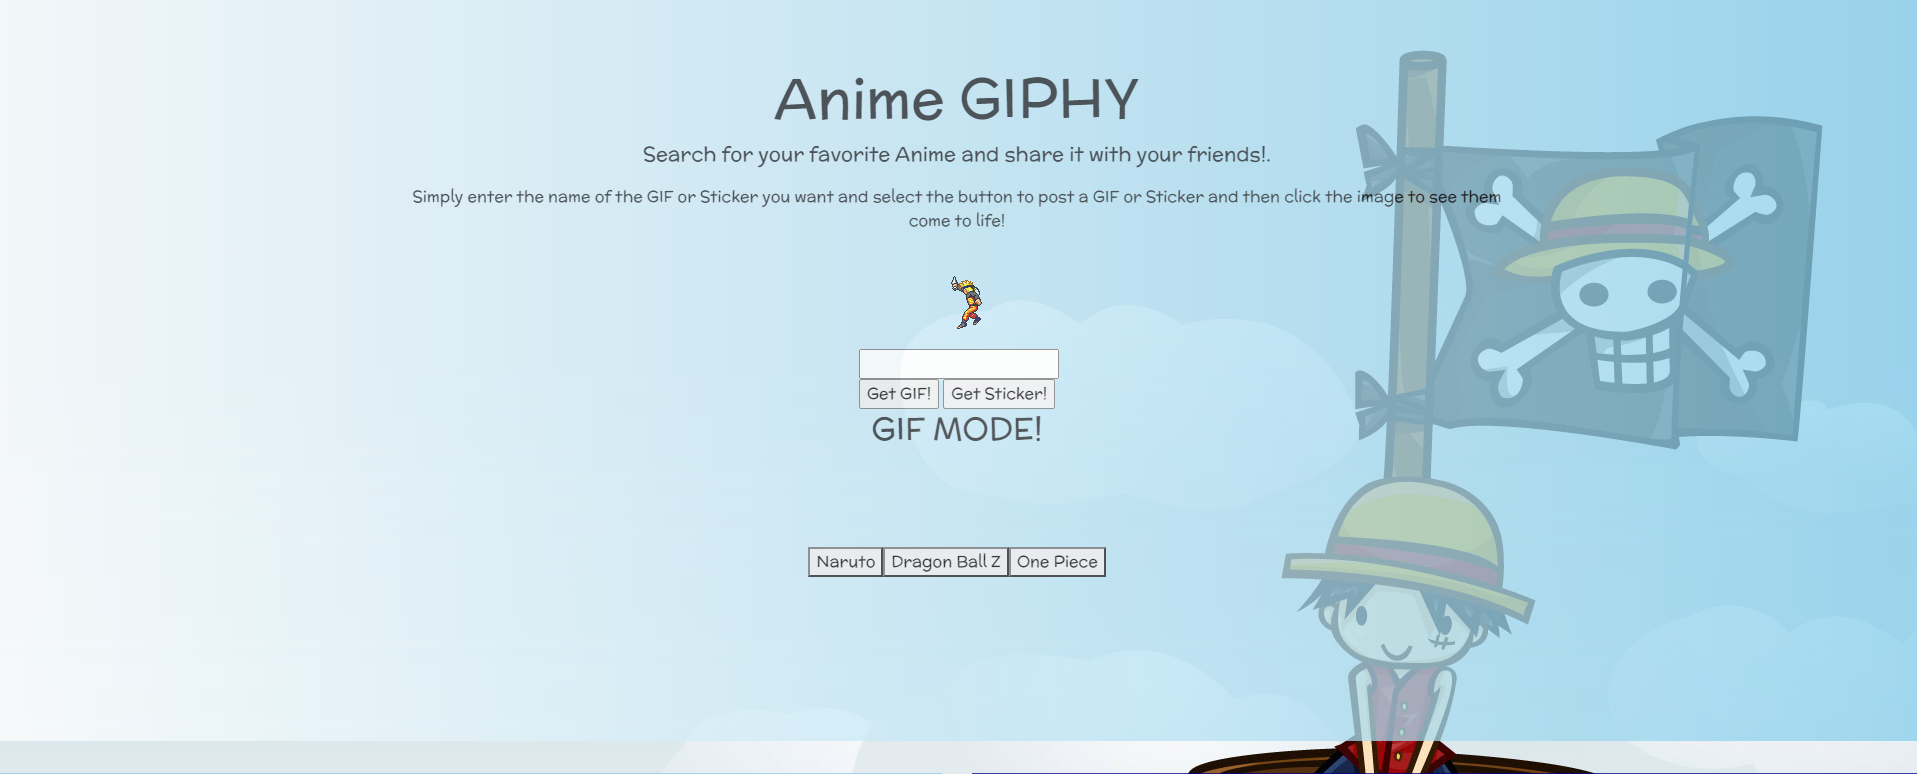 Anime GIPHY
Search for your favorite Anime and share it with your friends!.
Simply enter the name of the GIF or Sticker you want and select the button to post a GIF or Sticker and then click the image to see them
come to life!
Get GIF! Get Sticker!
GIF MODE!
Naruto Dragon Ball Z One Piece